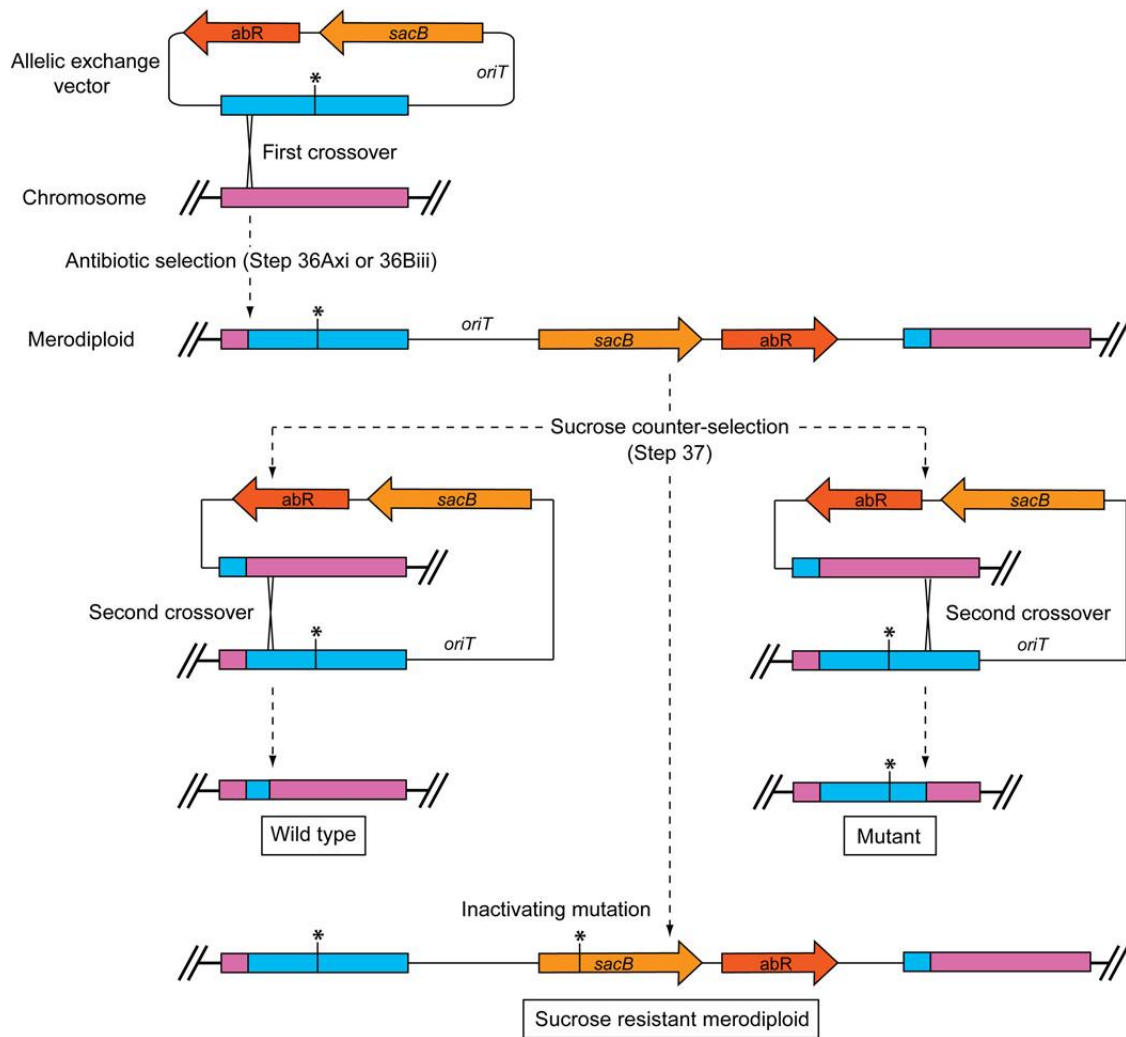 abR
sacB
Allelic exchange
vector
oriT
*
First crossover
Chromosome
Antibiotic selection (Step 36Axi or 36Biii)
*
oriT
Merodiploid
sacB
abR
Sucrose counter-selection
(Step 37)
abR
sacB
abR
sacB
Second crossover
Second crossover
*
oriT
*
oriT
*
Wild type
Mutant
Inactivating mutation
*
*
sacB
abR
Sucrose resistant merodiploid